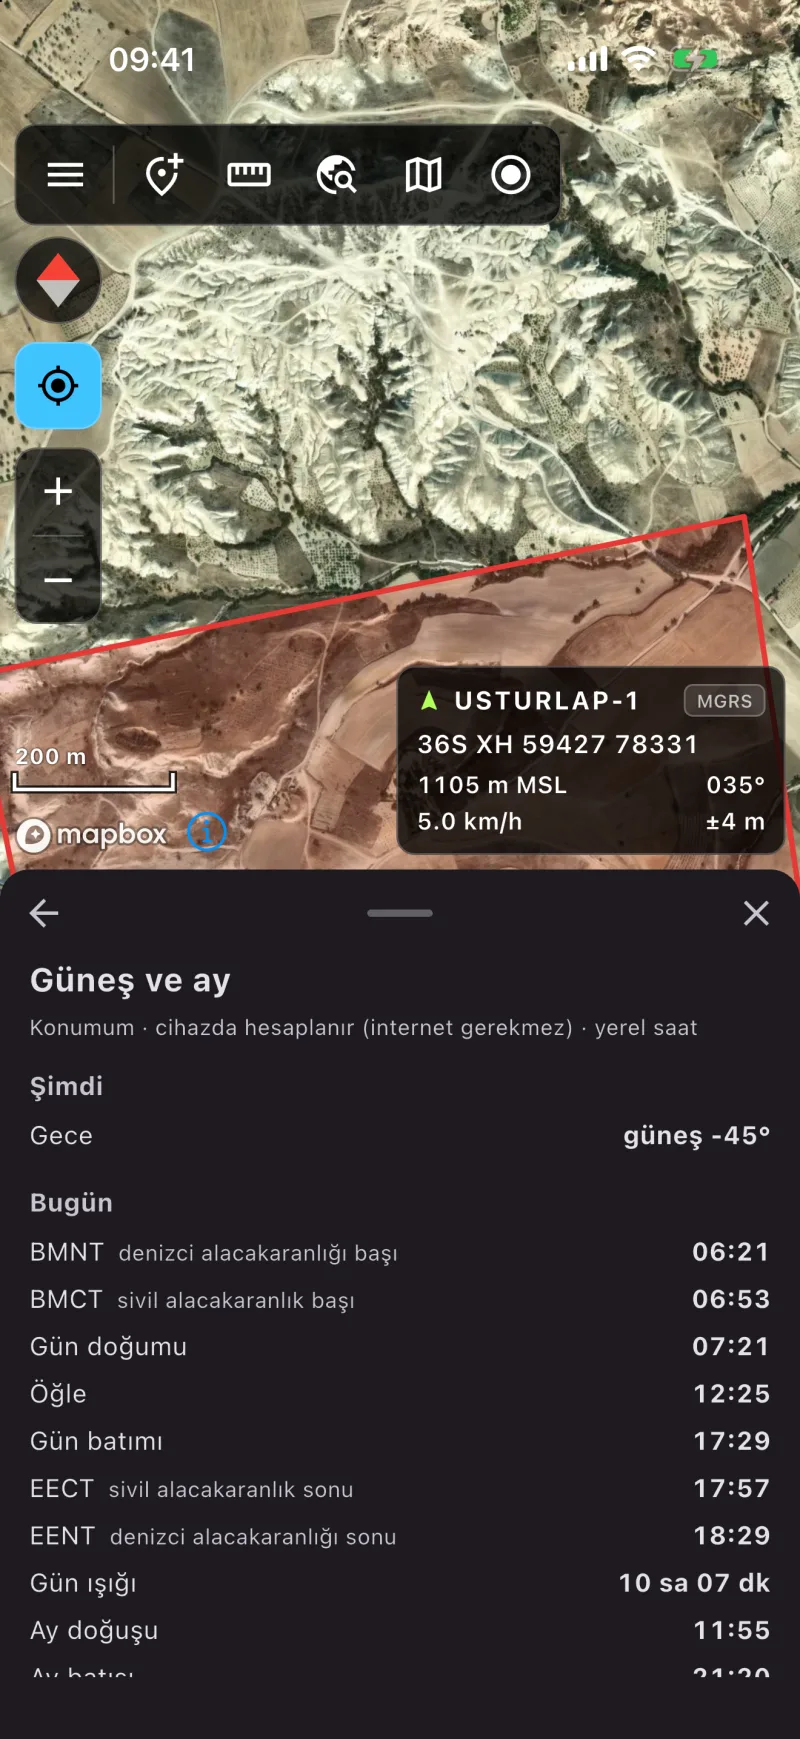 09:41
USTURLAP-1 MGRS
36S XH 59427 78331
1105 m MSL 035°
5.0 km/h ±4 m
200 m
mapbox
Güneş ve ay
Konumum · cihazda hesaplanır (internet gerekmez) · yerel saat
Şimdi
Gece güneş -45°
Bugün
BMNT denizci alacakaranlığı başı 06:21
BMCT sivil alacakaranlık başı 06:53
Gün doğumu 07:21
Öğle 12:25
Gün batımı 17:29
EECT sivil alacakaranlık sonu 17:57
EENT denizci alacakaranlığı sonu 18:29
Gün ışığı 10 sa 07 dk
Ay doğuşu 11:55
Ay batışı 21:20